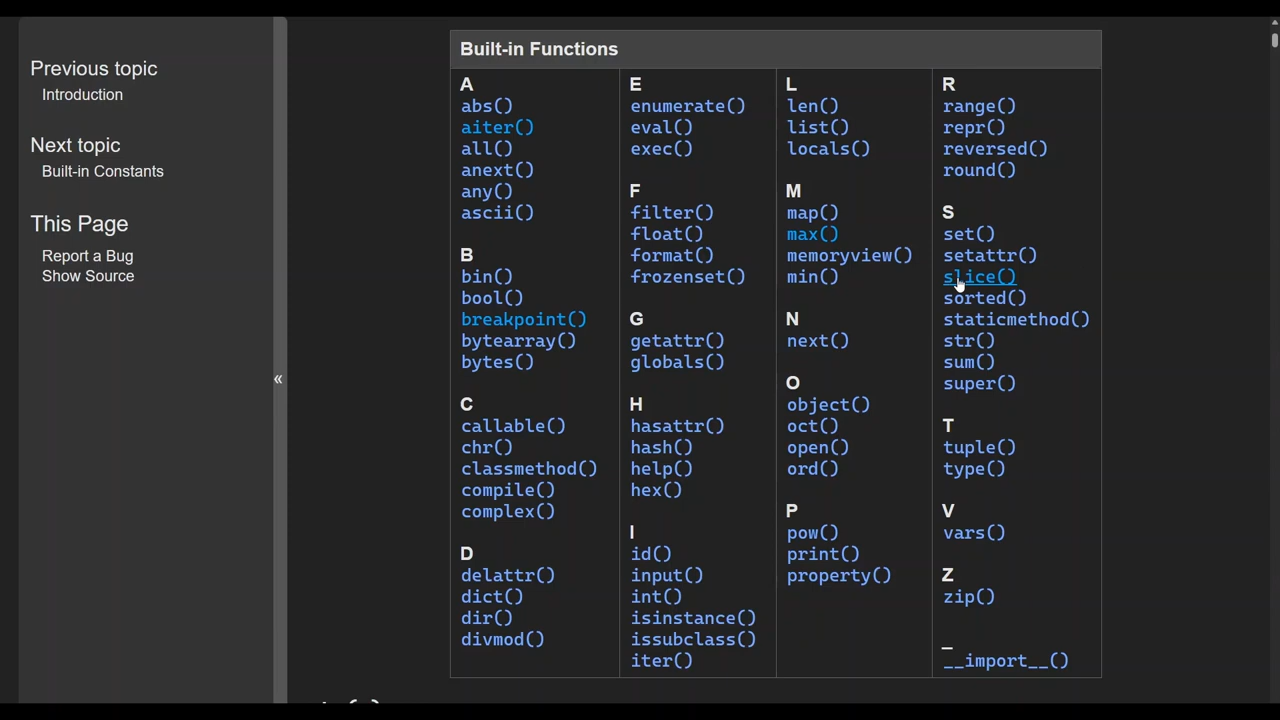 Previous topic
Introduction
Next topic
Built-in Constants
This Page
Report a Bug
Show Source
«
Built-in Functions
A
abs()
aiter()
all()
anext()
any()
ascii()
B
bin()
bool()
breakpoint()
bytearray()
bytes()
C
callable()
chr()
classmethod()
compile()
complex()
D
delattr()
dict()
dir()
divmod()
E
enumerate()
eval()
exec()
F
filter()
float()
format()
frozenset()
G
getattr()
globals()
H
hasattr()
hash()
help()
hex()
I
id()
input()
int()
isinstance()
issubclass()
iter()
L
len()
list()
locals()
M
map()
max()
memoryview()
min()
N
next()
O
object()
oct()
open()
ord()
P
pow()
print()
property()
R
range()
repr()
reversed()
round()
S
set()
setattr()
slice()
sorted()
staticmethod()
str()
sum()
super()
T
tuple()
type()
V
vars()
Z
zip()
_
__import__()